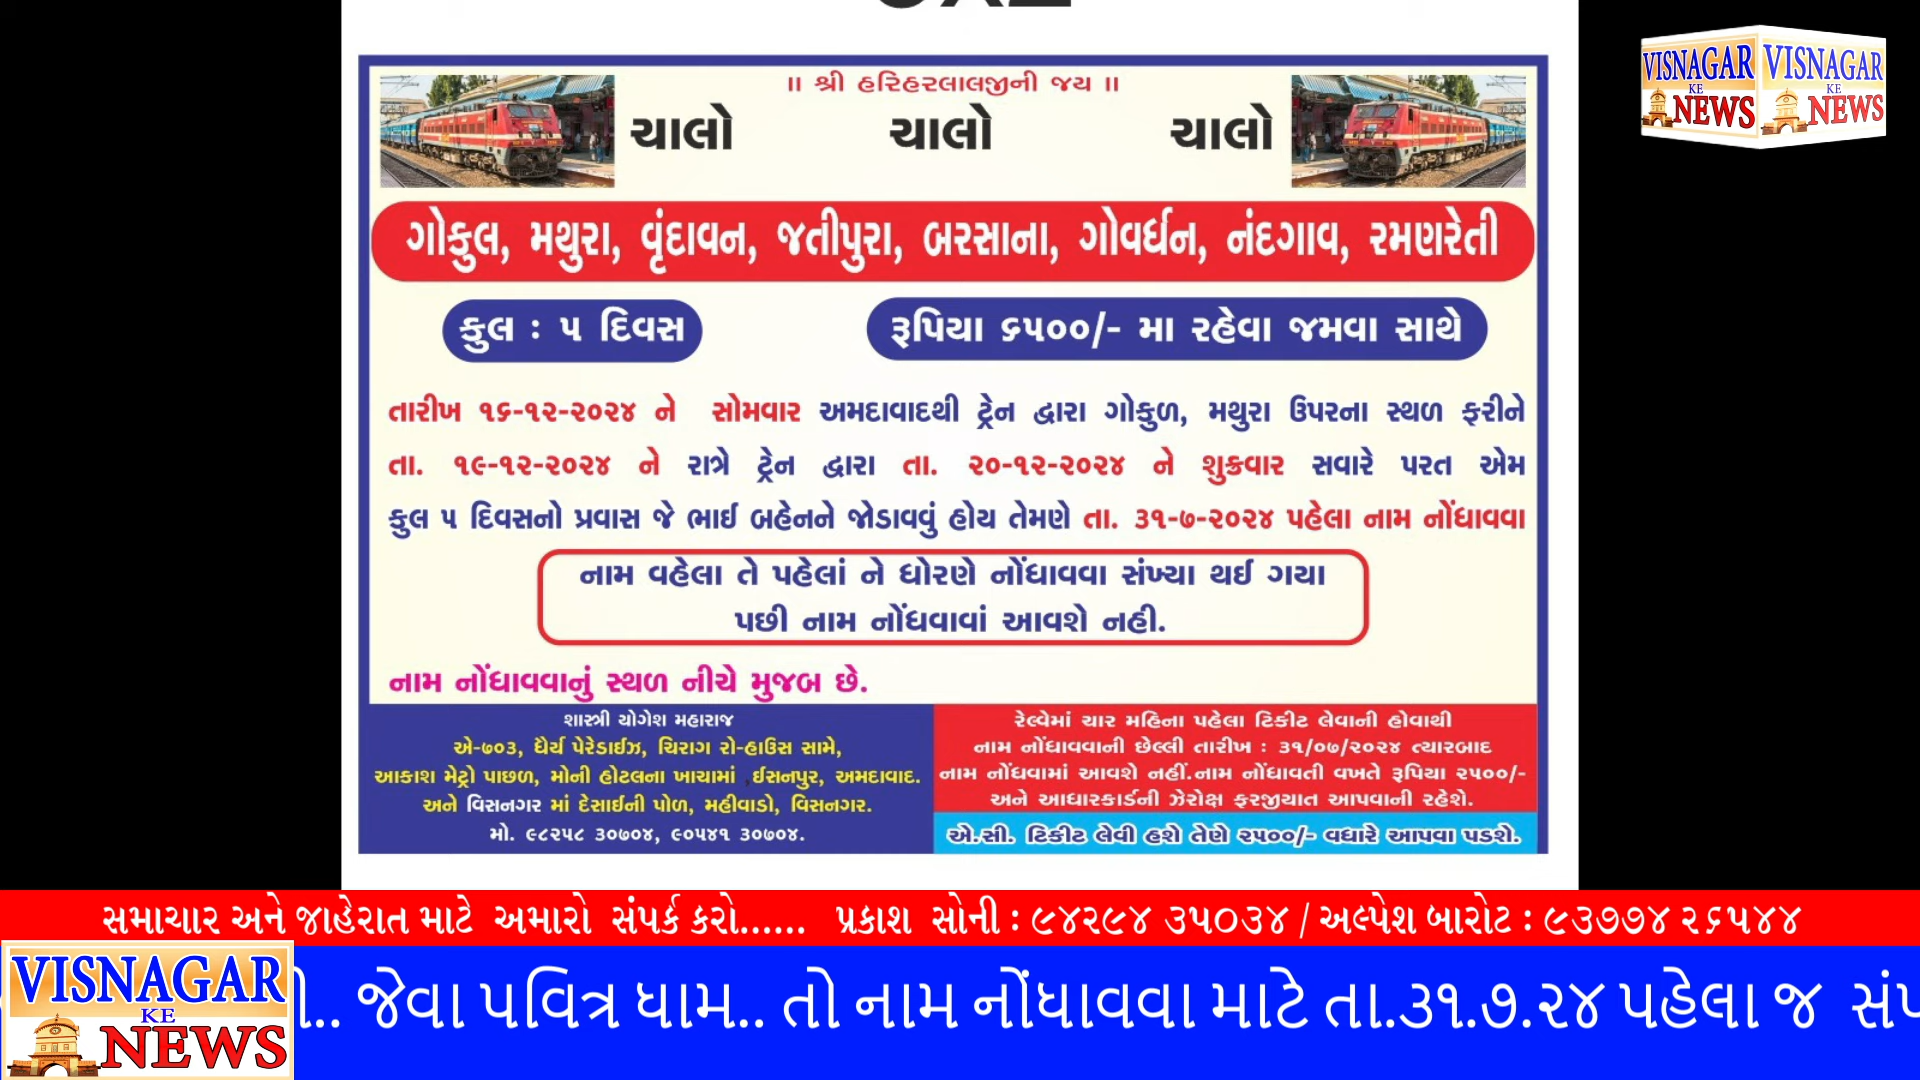 ॥ શ્રી હરિહરલાલજીની જય ॥
ચાલો ચાલો ચાલો
VISNAGAR KE NEWS VISNAGAR KE NEWS
ગોકુલ, મથુરા, વૃંદાવન, જતીપુરા, બરસાના, ગોવર્ધન, નંદગાવ, રમણરેતી
કુલ : ૫ દિવસ
રૂપિયા ૬૫૦૦/- મા રહેવા જમવા સાથે
તારીખ ૧૬-૧૨-૨૦૨૪ ને સોમવાર અમદાવાદથી ટ્રેન દ્વારા ગોકુળ, મથુરા ઉપરના સ્થળ ફરીને
તા. ૧૯-૧૨-૨૦૨૪ ને રાત્રે ટ્રેન દ્વારા તા. ૨૦-૧૨-૨૦૨૪ ને શુક્રવાર સવારે પરત એમ
કુલ ૫ દિવસનો પ્રવાસ જે ભાઈ બહેનને જોડાવવું હોય તેમણે તા. ૩૧-૭-૨૦૨૪ પહેલા નામ નોંધાવવા
નામ વહેલા તે પહેલાં ને ધોરણે નોંધાવવા સંખ્યા થઈ ગયા
પછી નામ નોંધવાવાં આવશે નહી.
નામ નોંધાવવાનું સ્થળ નીચે મુજબ છે.
શાસ્ત્રી યોગેશ મહારાજ
એ-૭૦૩, ધૈર્ય પેરેડાઈઝ, ચિરાગ રો-હાઉસ સામે,
આકાશ મેટ્રો પાછળ, મોની હોટલના ખાચામાં ,ઈસનપુર, અમદાવાદ.
અને વિસનગર માં દેસાઈની પોળ, મહીવાડો, વિસનગર.
મો. ૯૮૨૫૮ ૩૦૭૦૪, ૯૦૫૪૧ ૩૦૭૦૪.
રેલ્વેમાં ચાર મહિના પહેલા ટિકીટ લેવાની હોવાથી
નામ નોંધાવવાની છેલ્લી તારીખ : ૩૧/૦૭/૨૦૨૪ ત્યારબાદ
નામ નોંધવામાં આવશે નહીં.નામ નોંધાવતી વખતે રૂપિયા ૨૫૦૦/-
અને આધારકાર્ડની ઝેરોક્ષ ફરજીયાત આપવાની રહેશે.
એ.સી. ટિકીટ લેવી હશે તેણે ૨૫૦૦/- વધારે આપવા પડશે.
સમાચાર અને જાહેરાત માટે અમારો સંપર્ક કરો...... પ્રકાશ સોની : ૯૪૨૯૪ ૩૫૦૩૪ / અલ્પેશ બારોટ : ૯૩૭૭૪ ૨૬૫૪૪
VISNAGAR KE NEWS
.. જેવા પવિત્ર ધામ.. તો નામ નોંધાવવા માટે તા.૩૧.૭.૨૪ પહેલા જ